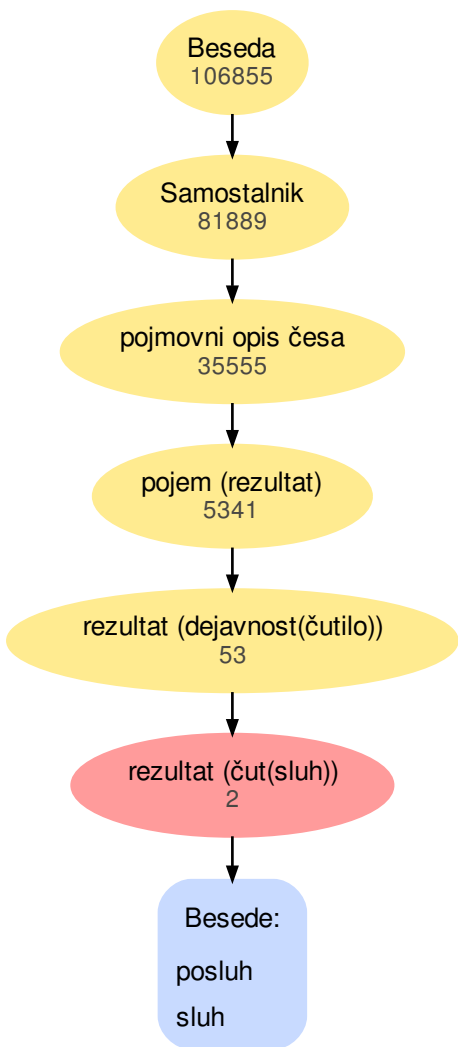 Beseda
106855
Samostalnik
81889
pojmovni opis česa
35555
pojem (rezultat)
5341
rezultat (dejavnost(čutilo))
53
rezultat (čut(sluh))
2
Besede:
posluh
sluh